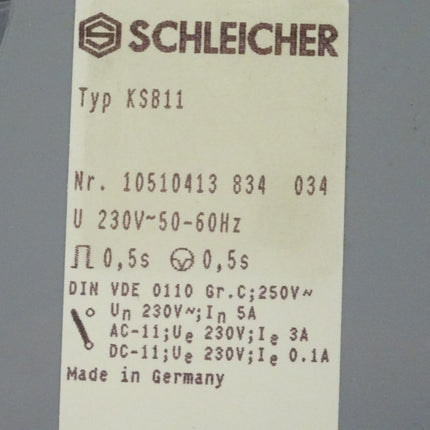 SCHLEICHER
Typ KSB11
Nr. 10510413 834 034
U 230V~50-60Hz
0,5s 0,5s
DIN VDE 0110 Gr.C;250V~
Un 230V~;In 5A
AC-11;Ue 230V;Ie 3A
DC-11;Ue 230V;Ie 0.1A
Made in Germany